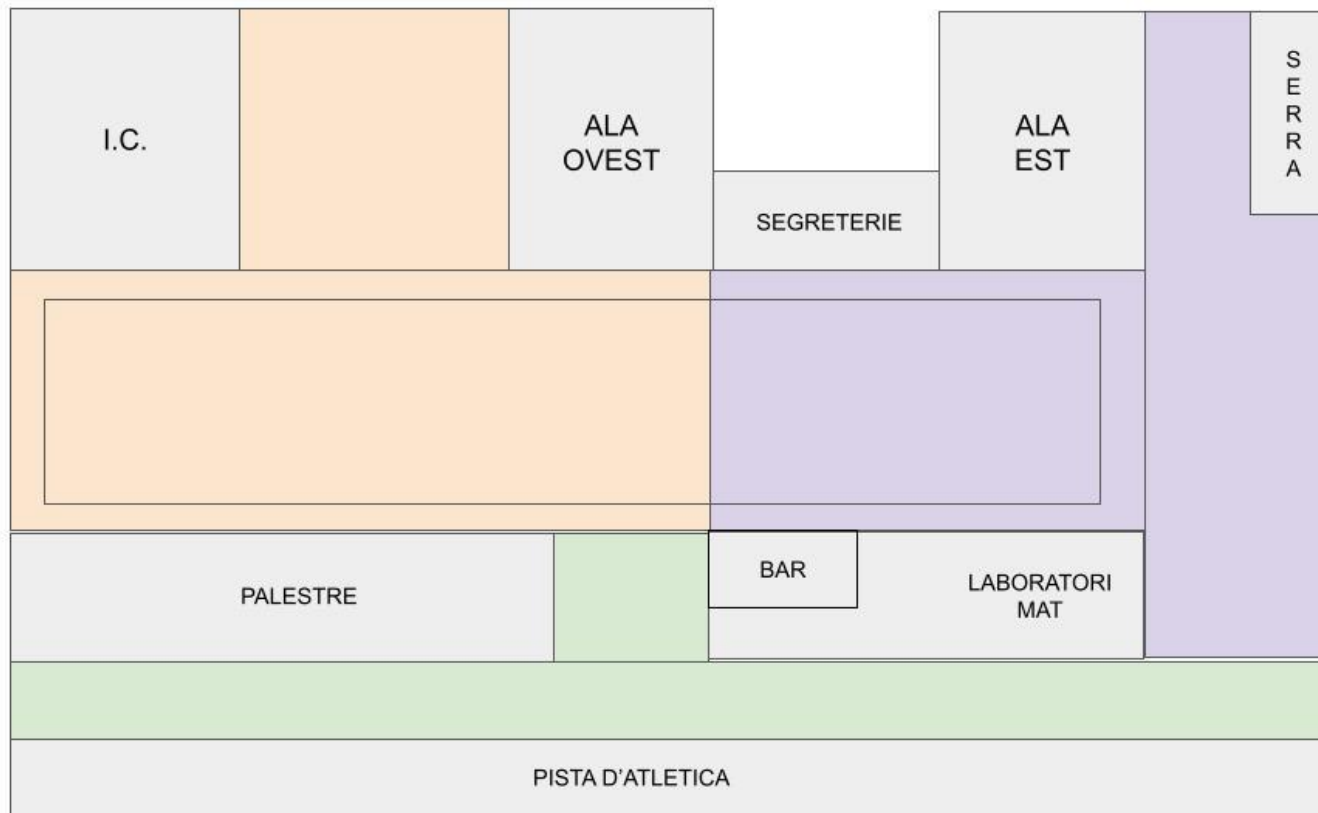 I.C.
ALA
OVEST
ALA
EST
S
E
R
R
A
SEGRETERIE
PALESTRE
BAR
LABORATORI
MAT
PISTA D'ATLETICA